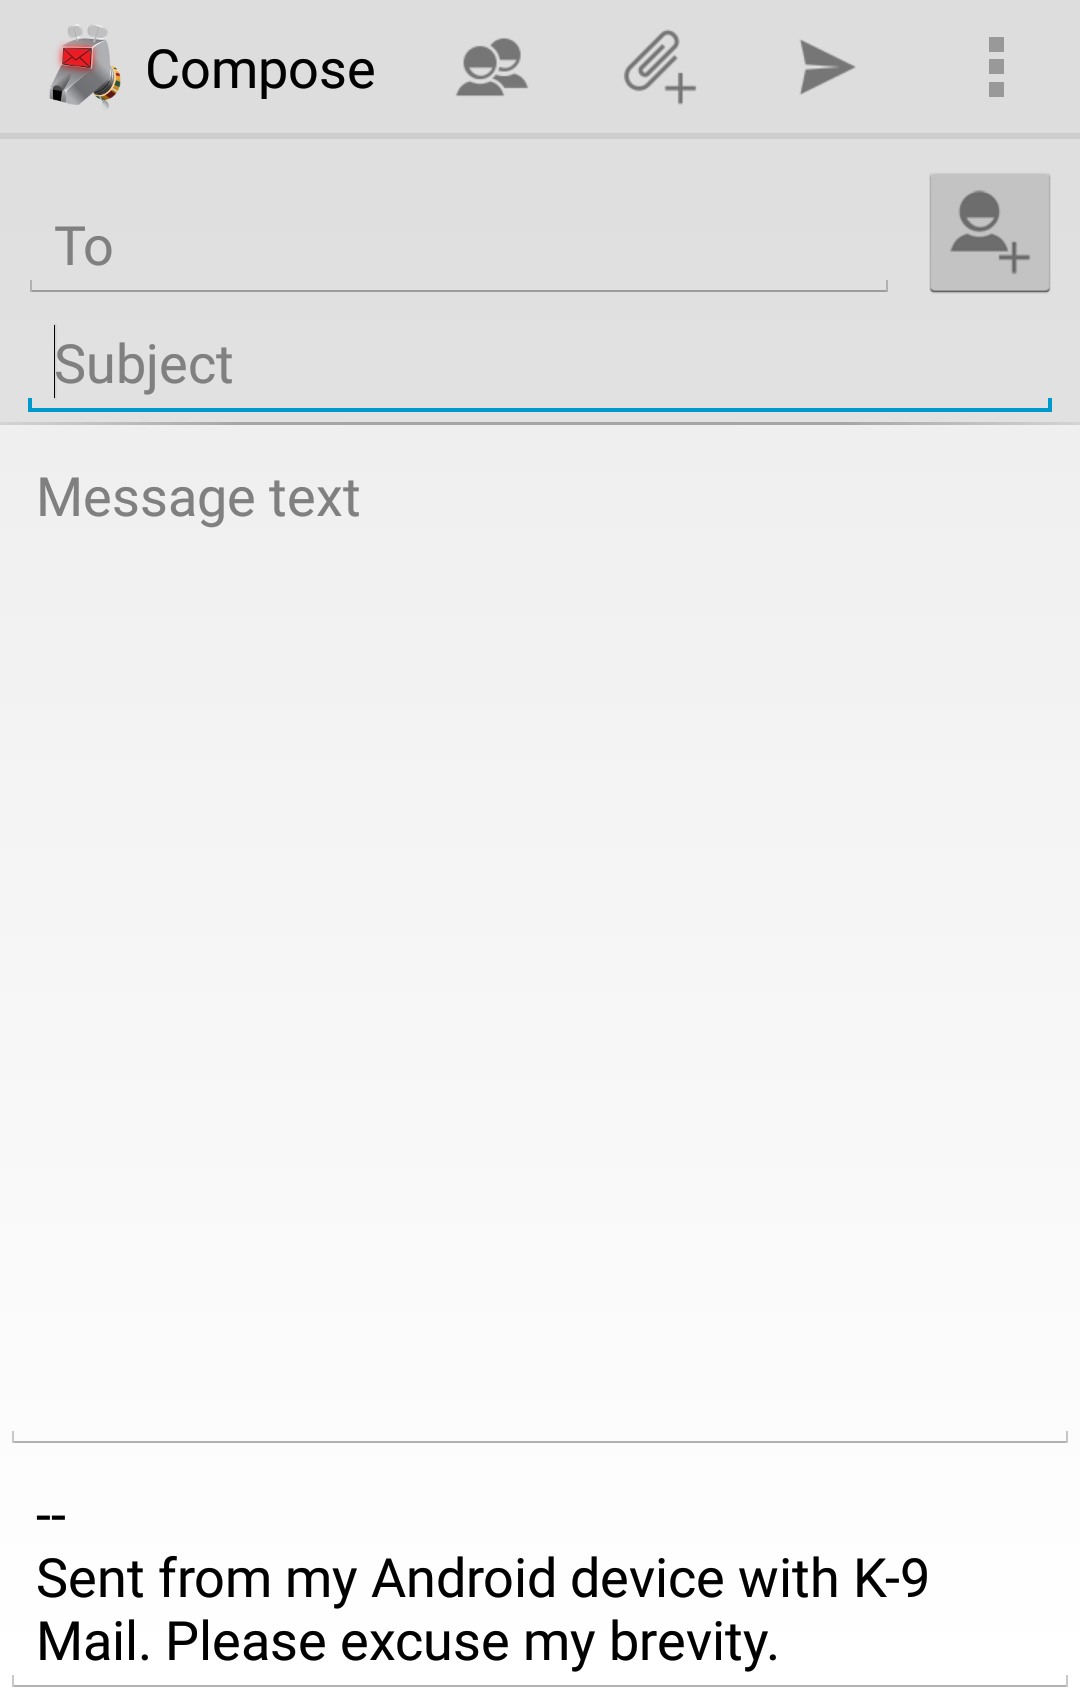 Compose
To
Subject
Message text
--
Sent from my Android device with K-9
Mail. Please excuse my brevity.